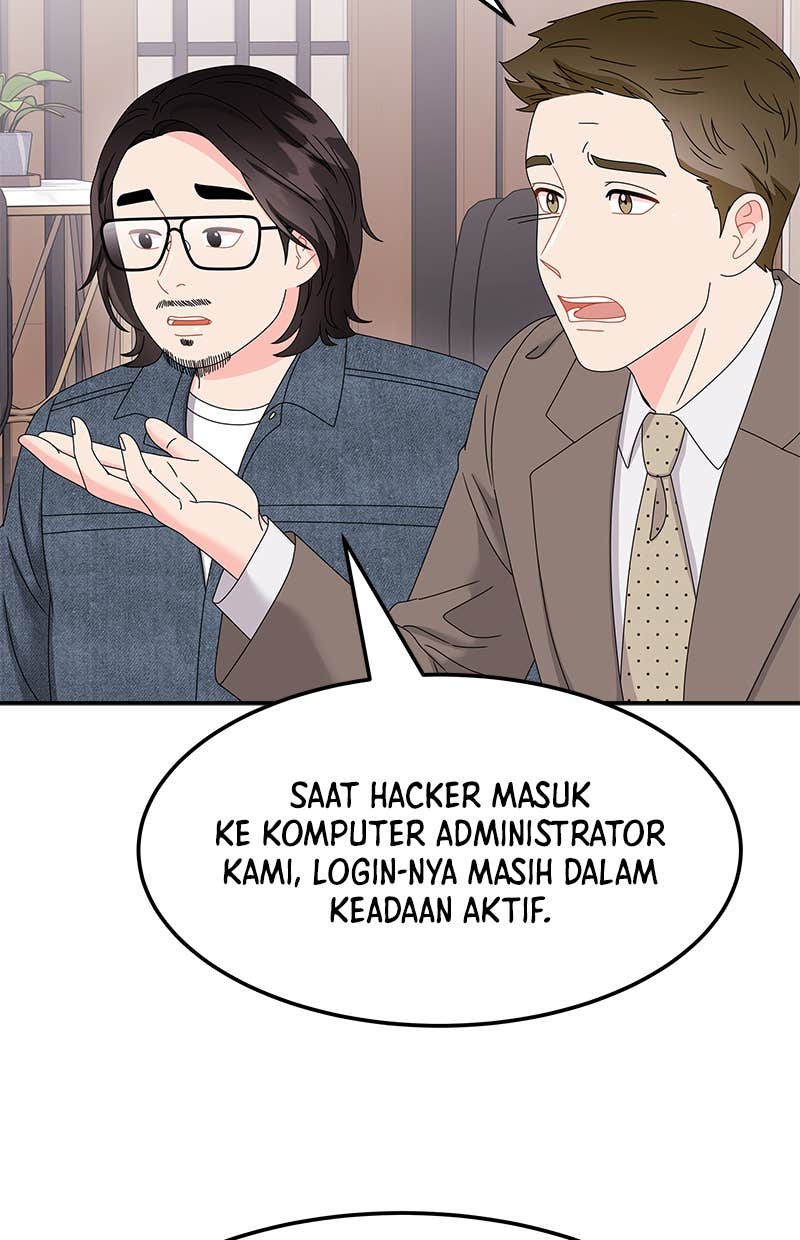 SAAT HACKER MASUK
KE KOMPUTER ADMINISTRATOR
KAMI, LOGIN-NYA MASIH DALAM
KEADAAN AKTIF.